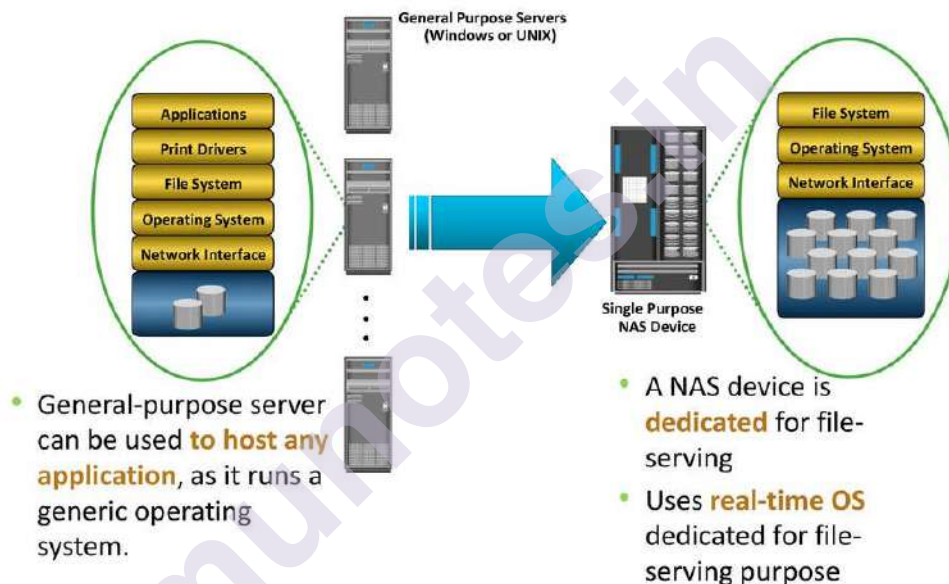 General Purpose Servers
(Windows or UNIX)
Applications
Print Drivers
File System
Operating System
Network Interface
File System
Operating System
Network Interface
Single Purpose
NAS Device
• General-purpose server
can be used to host any
application, as it runs a
generic operating
system.
• A NAS device is
dedicated for file-
serving
• Uses real-time OS
dedicated for file-
serving purpose
munotes.in